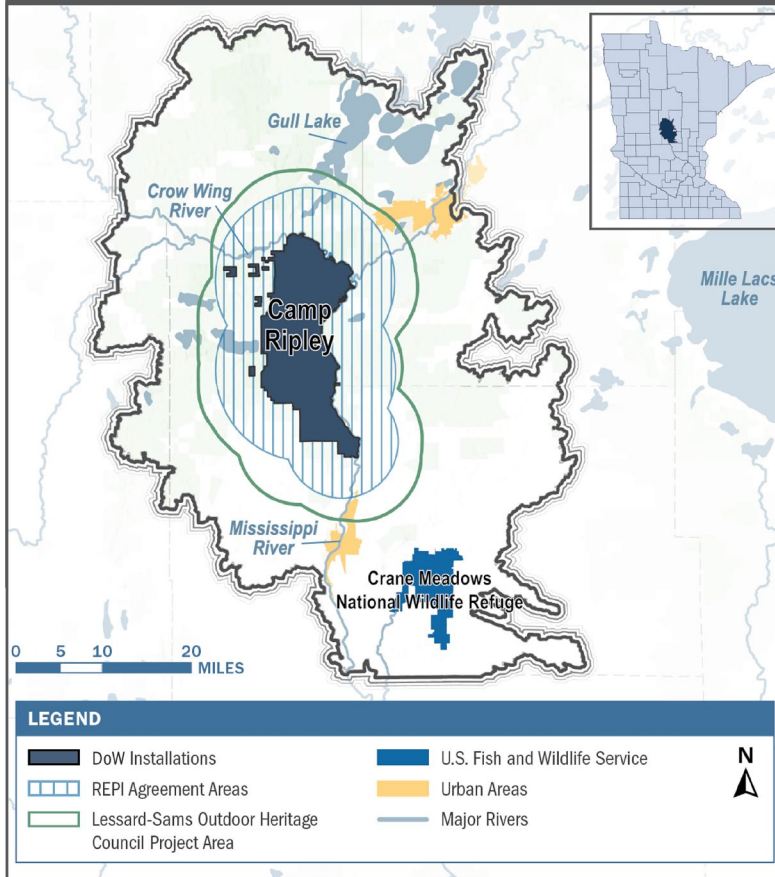 Gull Lake
Crow Wing
River
Mille Lacs
Lake
Camp
Ripley
Mississippi
River
Crane Meadows
National Wildlife Refuge
0 5 10 20
MILES
LEGEND
DoW Installations
REPI Agreement Areas
Lessard-Sams Outdoor Heritage
Council Project Area
U.S. Fish and Wildlife Service
Urban Areas
Major Rivers
N